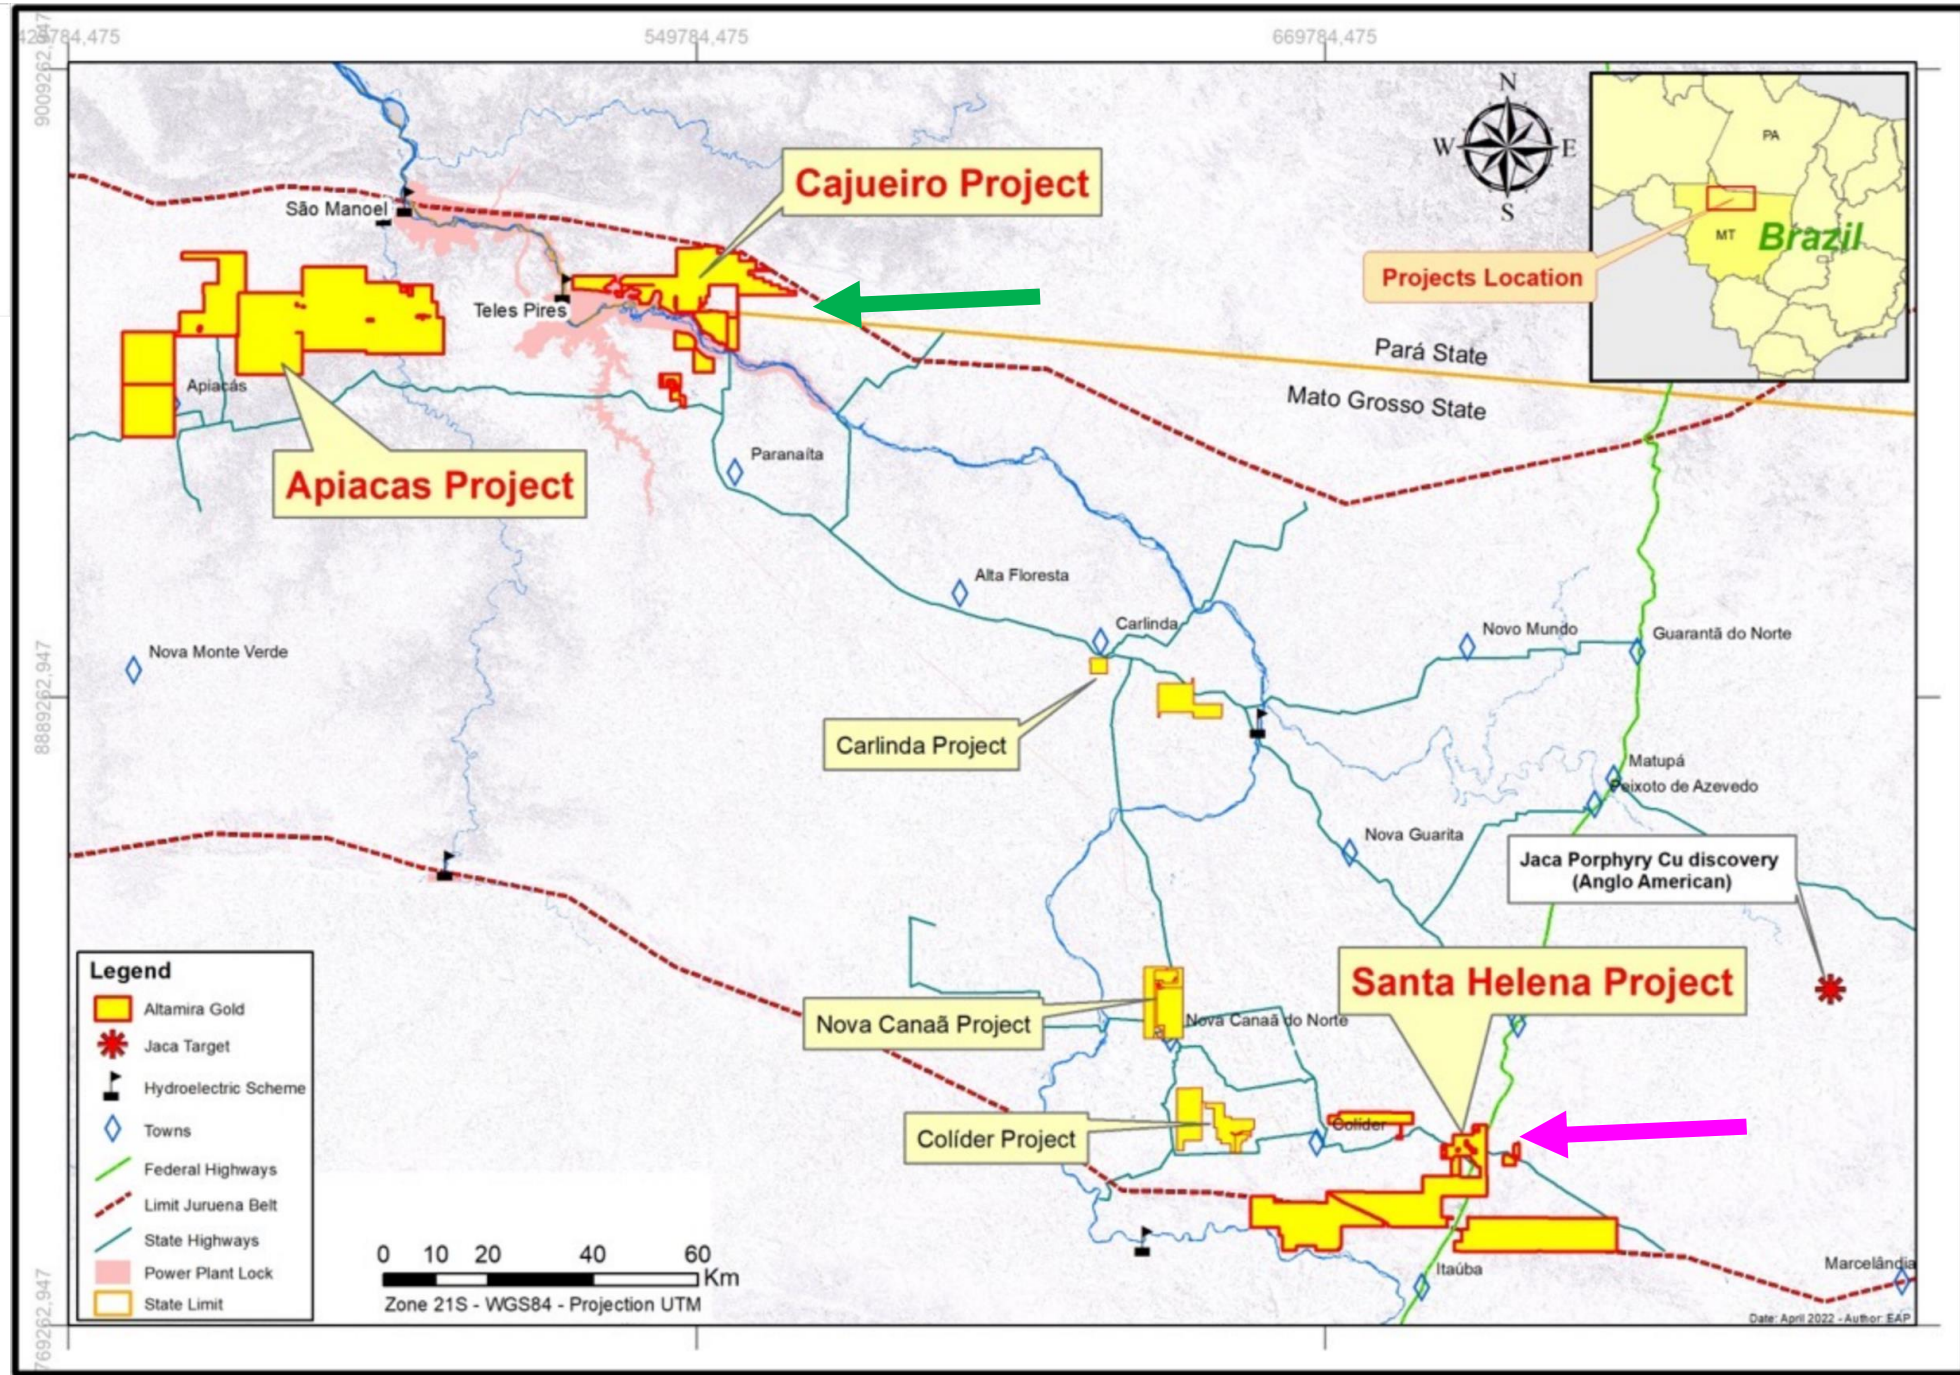 429784,475
549784,475
669784,475
9009262,947
8889262,947
8769262,947
N
W
E
S
PA
MT
Brazil
Projects Location
Cajueiro Project
São Manoel
Teles Pires
Pará State
Mato Grosso State
Apiacás
Apiacas Project
Paranaíta
Alta Floresta
Carlinda
Novo Mundo
Guarantã do Norte
Nova Monte Verde
Carlinda Project
Matupá
Peixoto de Azevedo
Nova Guarita
Jaca Porphyry Cu discovery
(Anglo American)
Santa Helena Project
Nova Canaã Project
Nova Canaã do Norte
Colíder Project
Colíder
Itaúba
Marcelândia
Legend
Altamira Gold
Jaca Target
Hydroelectric Scheme
Towns
Federal Highways
Limit Juruena Belt
State Highways
Power Plant Lock
State Limit
0 10 20 40 60
Km
Zone 21S - WGS84 - Projection UTM
Date: April 2022 - Author: EAP